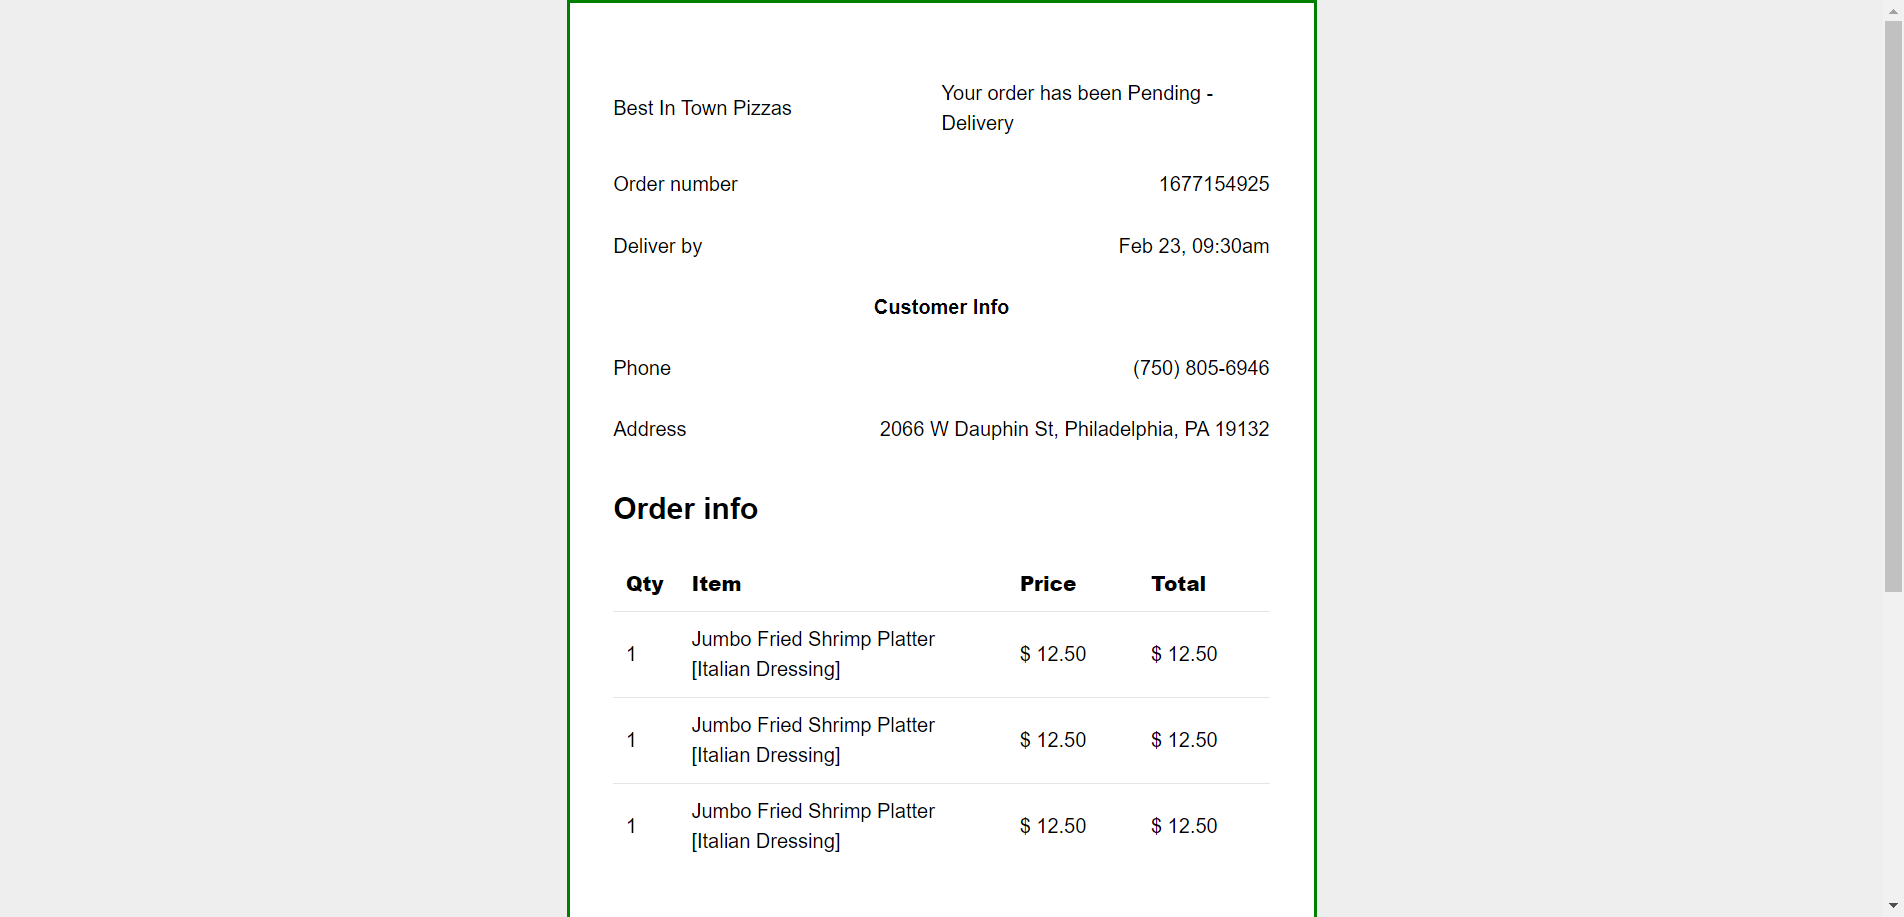 Best In Town Pizzas
Your order has been Pending -
Delivery
Order number 1677154925
Deliver by Feb 23, 09:30am
Customer Info
Phone (750) 805-6946
Address 2066 W Dauphin St, Philadelphia, PA 19132
Order info
Qty Item Price Total
1 Jumbo Fried Shrimp Platter
[Italian Dressing] $ 12.50 $ 12.50
1 Jumbo Fried Shrimp Platter
[Italian Dressing] $ 12.50 $ 12.50
1 Jumbo Fried Shrimp Platter
[Italian Dressing] $ 12.50 $ 12.50